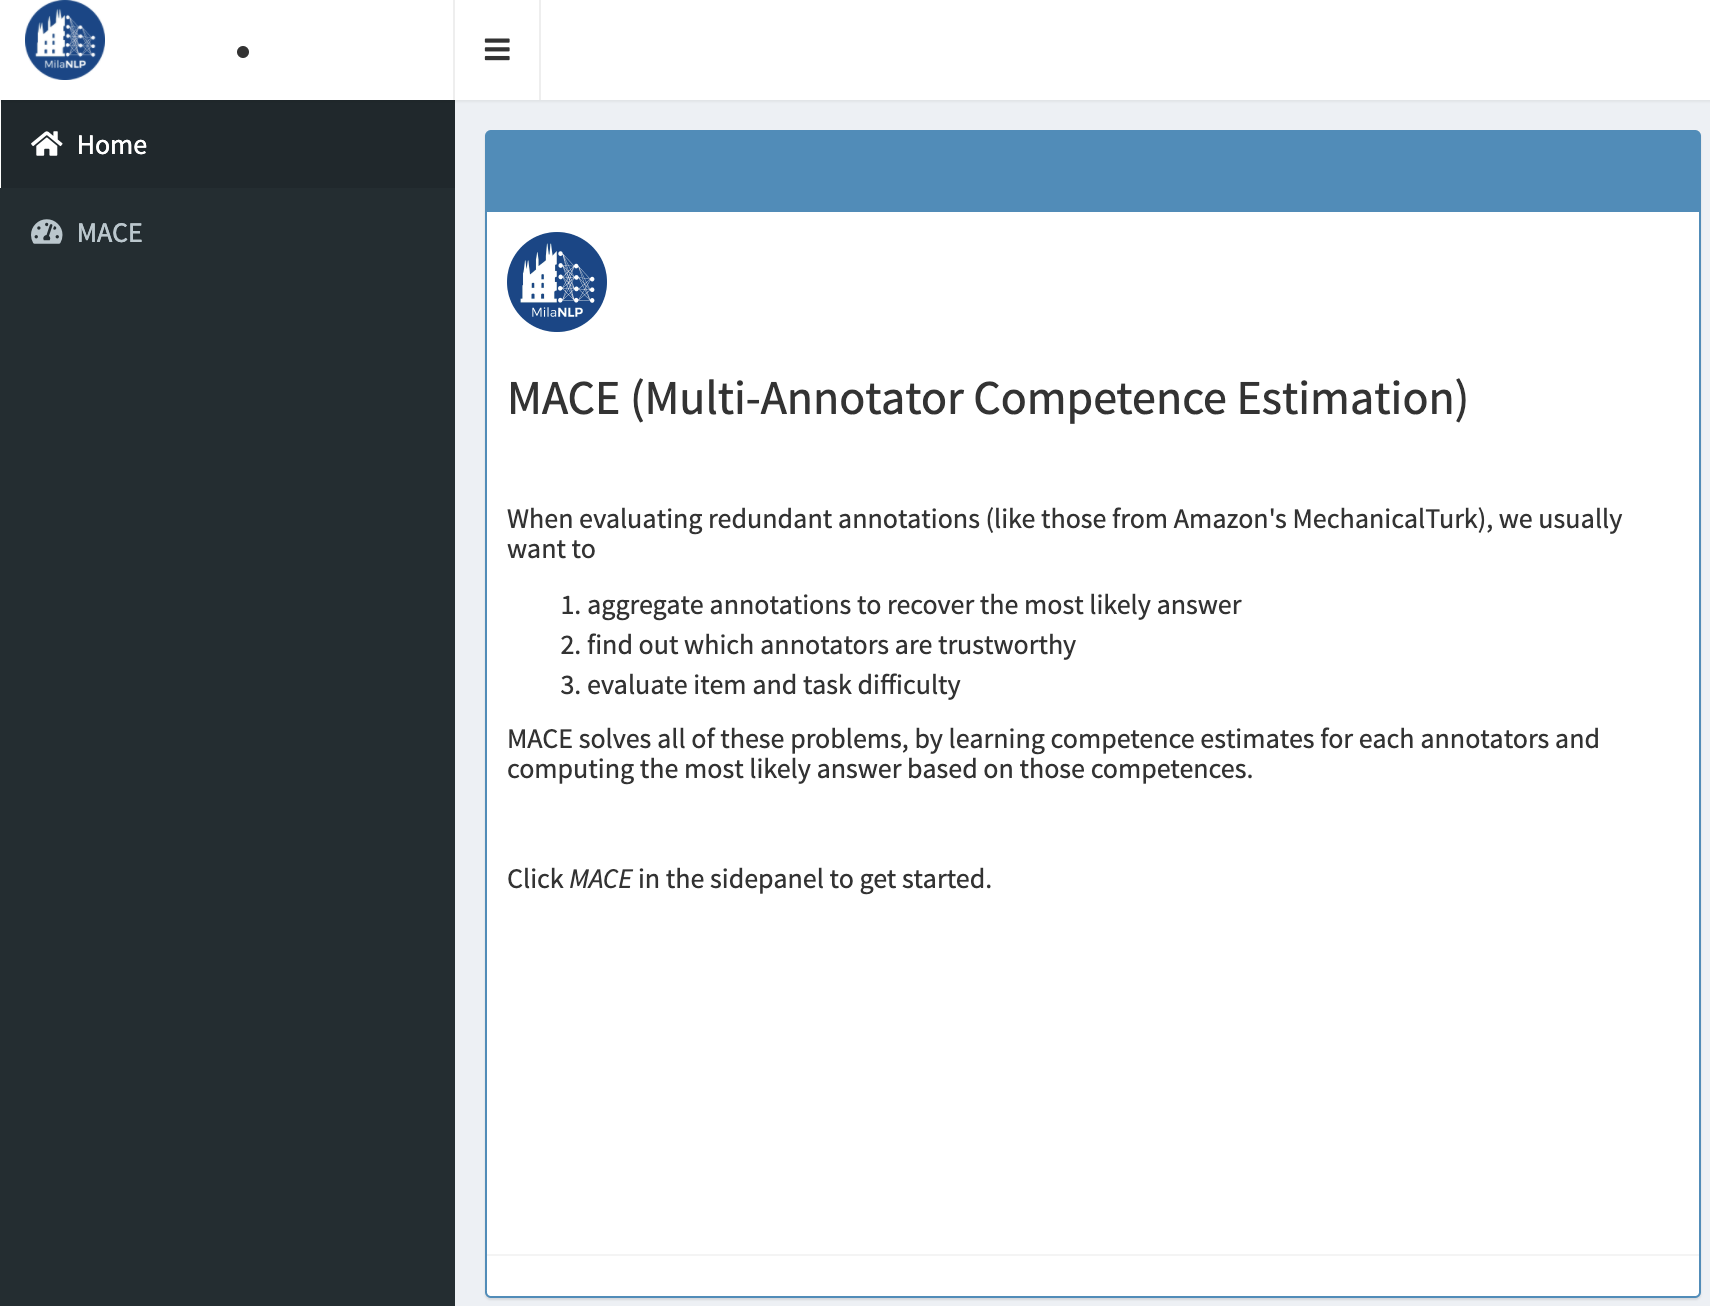 MilaNLP
Home
MACE
MilaNLP
MACE (Multi-Annotator Competence Estimation)
When evaluating redundant annotations (like those from Amazon's MechanicalTurk), we usually
want to
1. aggregate annotations to recover the most likely answer
2. find out which annotators are trustworthy
3. evaluate item and task difficulty
MACE solves all of these problems, by learning competence estimates for each annotators and
computing the most likely answer based on those competences.
Click MACE in the sidepanel to get started.